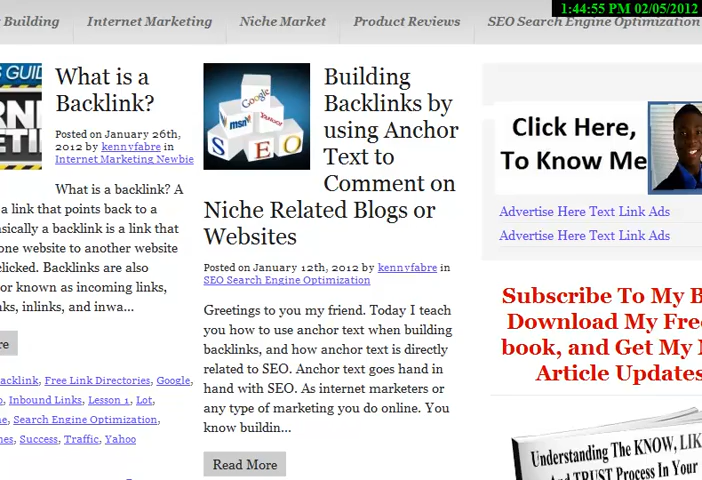 1:44:55 PM 02/05/2012
Building
Internet Marketing
Niche Market
Product Reviews
SEO Search Engine Optimization
GUID
What is a
Backlink?
Posted on January 26th,
2012 by kennyfabre in
Internet Marketing Newbie
What is a backlink? A
a link that points back to a
one website to another website
clicked. Backlinks are also
or known as incoming links,
inlinks, and inwa...
Free Link Directories, Google,
Inbound Links, Lesson 1, Lot,
Search Engine Optimization,
Success, Traffic, Yahoo
Google
msn
Yahoo!
S E O
Building
Backlinks by
using Anchor
Text to
Comment on
Niche Related Blogs or
Websites
Posted on January 12th, 2012 by kennyfabre in
SEO Search Engine Optimization
Greetings to you my friend. Today I teach
you how to use anchor text when building
backlinks, and how anchor text is directly
related to SEO. Anchor text goes hand in
hand with SEO. As internet marketers or
any type of marketing you do online. You
know buildin...
Read More
Click Here,
To Know Me
Advertise Here Text Link Ads
Advertise Here Text Link Ads
Subscribe To My B
Download My Fre
book, and Get My N
Article Updates
Understanding The KNOW, LIK
And TRUST Process In Your